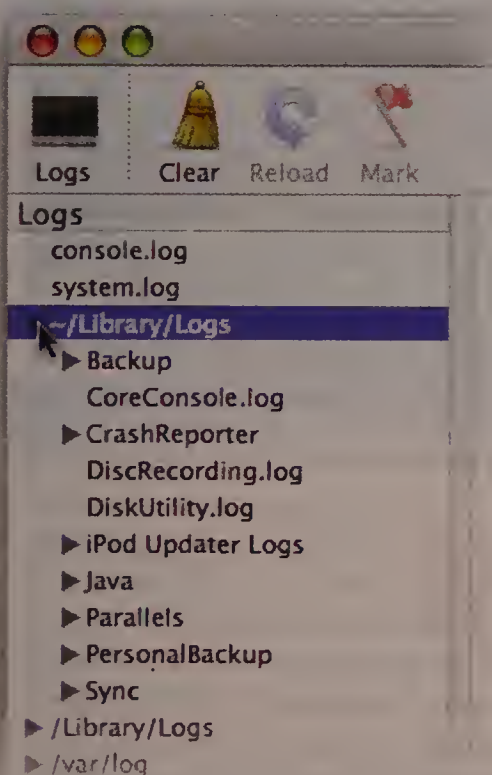 Logs Clear Reload Mark
Logs
console.log
system.log
~/Library/Logs
Backup
CoreConsole.log
CrashReporter
DiscRecording.log
DiskUtility.log
iPod Updater Logs
Java
Parallels
PersonalBackup
Sync
/Library/Logs
/var/log